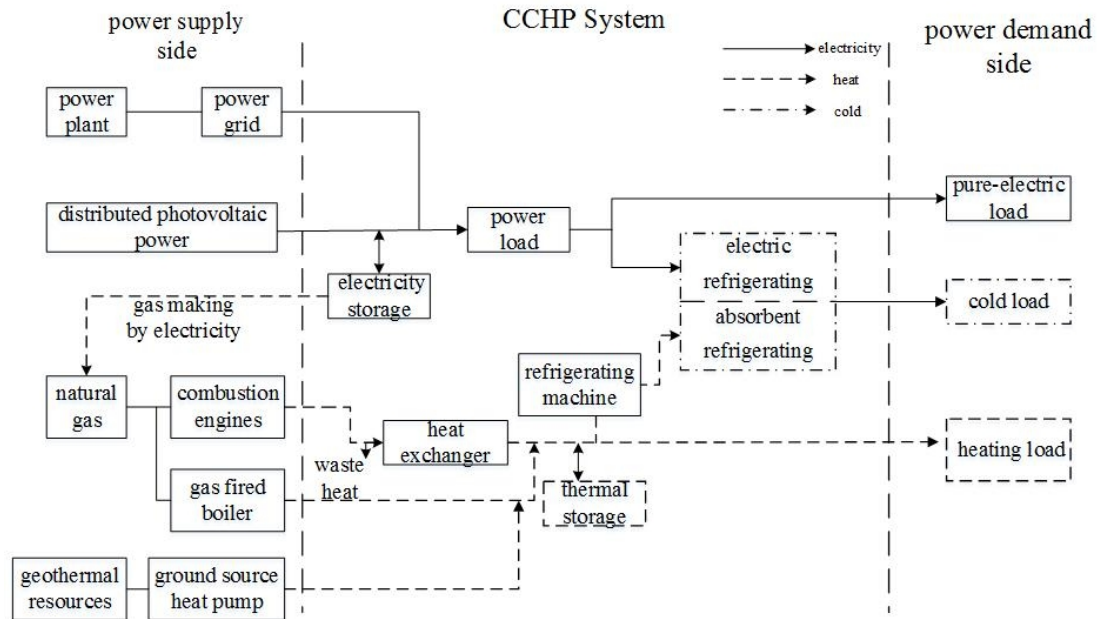 power supply
side
CCHP System
power demand
side
electricity
heat
cold
power
plant
power
grid
distributed photovoltaic
power
power
load
pure-electric
load
electric
refrigerating
absorbent
refrigerating
cold load
electricity
storage
gas making
by electricity
natural
gas
combustion
engines
refrigerating
machine
heat
exchanger
heating load
waste
heat
gas fired
boiler
thermal
storage
geothermal
resources
ground source
heat pump